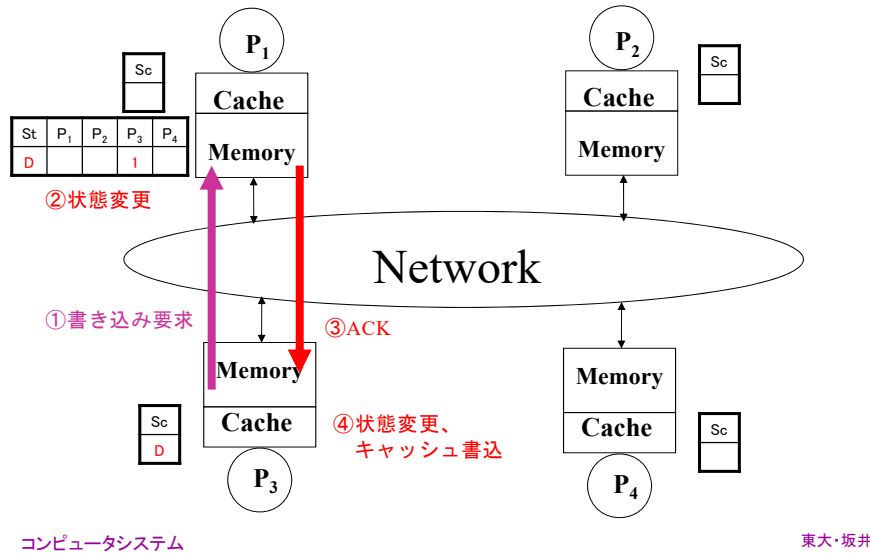 P1
P2
Sc
Sc
Cache
Cache
St P1 P2 P3 P4
D 1
Memory
Memory
②状態変更
Network
①書き込み要求
③ACK
Memory
Memory
Sc
D
Cache
④状態変更、
キャッシュ書込
Cache
Sc
P3
P4
コンピュータシステム
東大・坂井